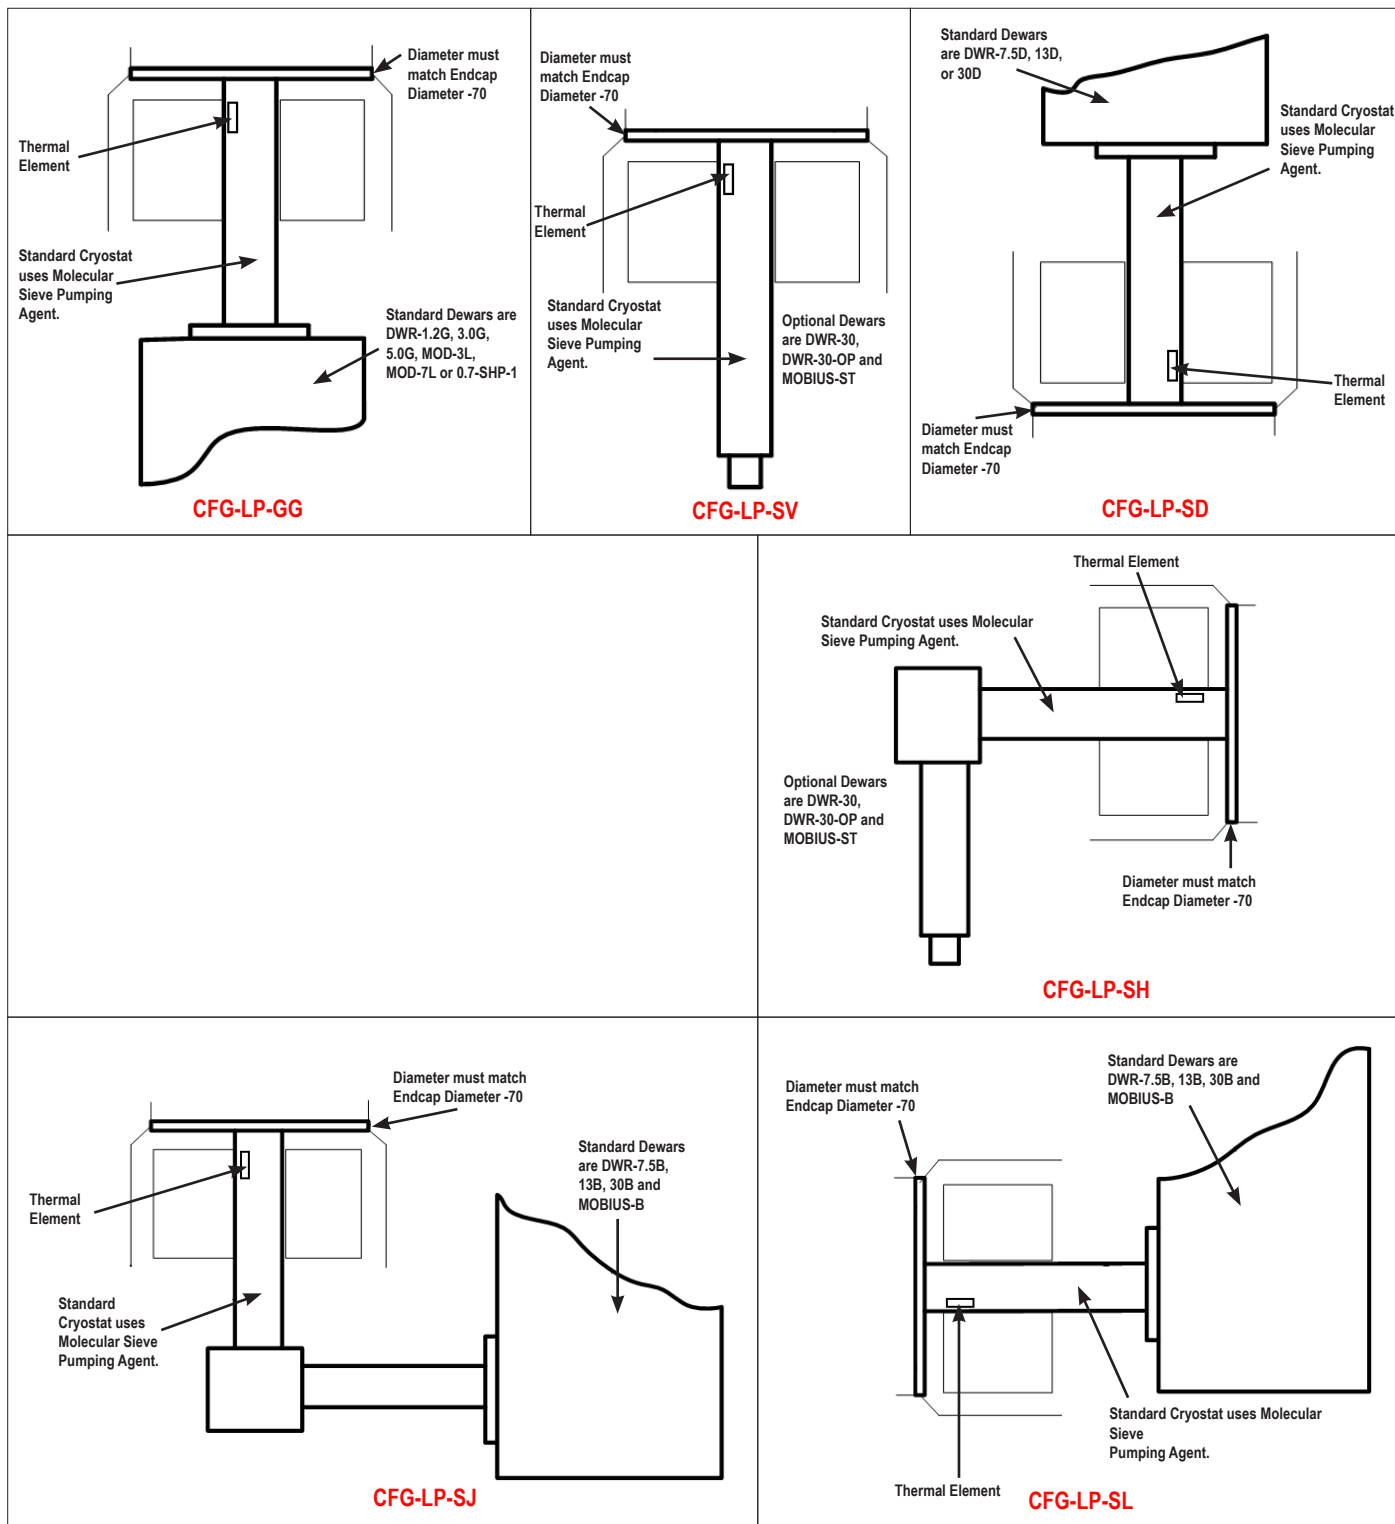 Diameter must
match Endcap
Diameter -70
Thermal
Element
Standard Cryostat
uses Molecular
Sieve Pumping
Agent.
Standard Dewars are
DWR-1.2G, 3.0G,
5.0G, MOD-3L,
MOD-7L or 0.7-SHP-1
CFG-LP-GG
Diameter must
match Endcap
Diameter -70
Thermal
Element
Standard Cryostat
uses Molecular
Sieve Pumping
Agent.
Optional Dewars
are DWR-30,
DWR-30-OP and
MOBIUS-ST
CFG-LP-SV
Standard Dewars
are DWR-7.5D, 13D,
or 30D
Standard Cryostat
uses Molecular
Sieve Pumping
Agent.
Thermal
Element
Diameter must
match Endcap
Diameter -70
CFG-LP-SD
Thermal Element
Standard Cryostat uses Molecular
Sieve Pumping Agent.
Optional Dewars
are DWR-30,
DWR-30-OP and
MOBIUS-ST
Diameter must match
Endcap Diameter -70
CFG-LP-SH
Diameter must match
Endcap Diameter -70
Thermal
Element
Standard Dewars
are DWR-7.5B,
13B, 30B and
MOBIUS-B
Standard
Cryostat uses
Molecular Sieve
Pumping Agent.
CFG-LP-SJ
Standard Dewars are
DWR-7.5B, 13B, 30B and
MOBIUS-B
Diameter must match
Endcap Diameter -70
Standard Cryostat uses Molecular
Sieve
Pumping Agent.
Thermal Element
CFG-LP-SL